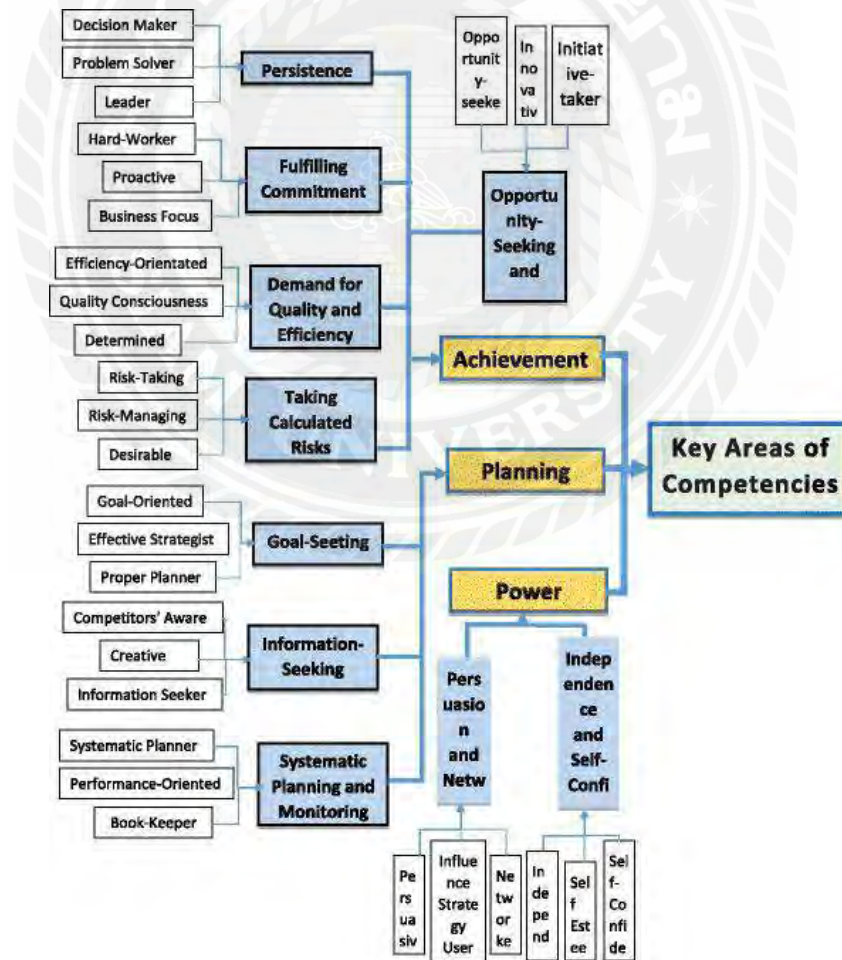 Decision Maker
Problem Solver
Leader
Persistence
Oppo
rtunit
y-
seeke
In
no
va
tiv
Initiat
ive-
taker
Hard-Worker
Proactive
Business Focus
Fulfilling
Commitment
Opportu
nity-
Seeking
and
Efficiency-Orientated
Quality Consciousness
Determined
Demand for
Quality and
Efficiency
Achievement
Risk-Taking
Risk-Managing
Desirable
Taking
Calculated
Risks
Planning
Key Areas of
Competencies
Goal-Oriented
Effective Strategist
Proper Planner
Goal-Seeting
Power
Competitors' Aware
Creative
Information Seeker
Information-
Seeking
Pers
uasio
n
and
Netw
Indep
enden
ce
and
Self-
Confi
Systematic Planner
Performance-Oriented
Book-Keeper
Systematic
Planning and
Monitoring
Pe
rs
ua
siv
Influe
nce
Strate
gy
User
Ne
tw
or
ke
In
de
pe
nd
Sel
f
Est
ee
Sel
f-
Co
nfi
de
UNIVERSITY